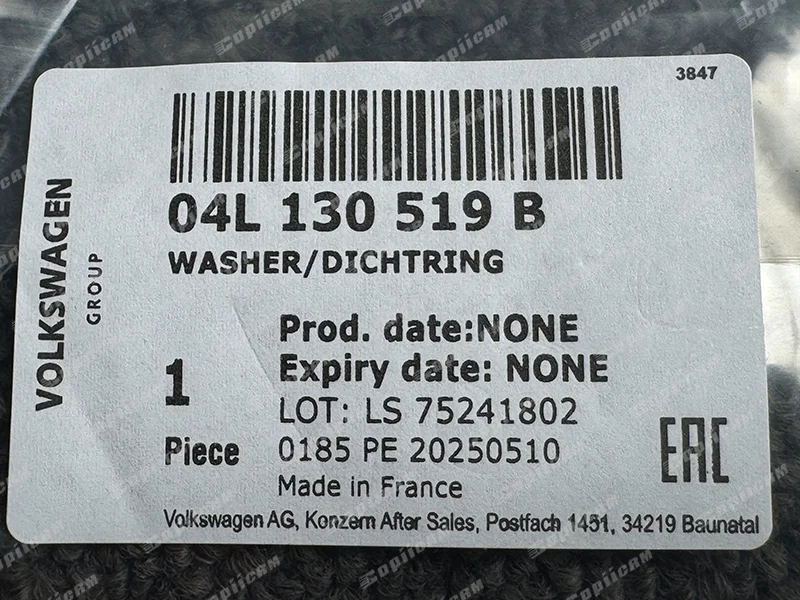 3847
04L 130 519 B
WASHER/DICHTRING
VOLKSWAGEN
GROUP
Prod. date:NONE
Expiry date: NONE
1
Piece
LOT: LS 75241802
0185 PE 20250510
Made in France
EAC
Volkswagen AG, Konzern After Sales, Postfach 1451, 34219 Baunatal
CopiiCAM